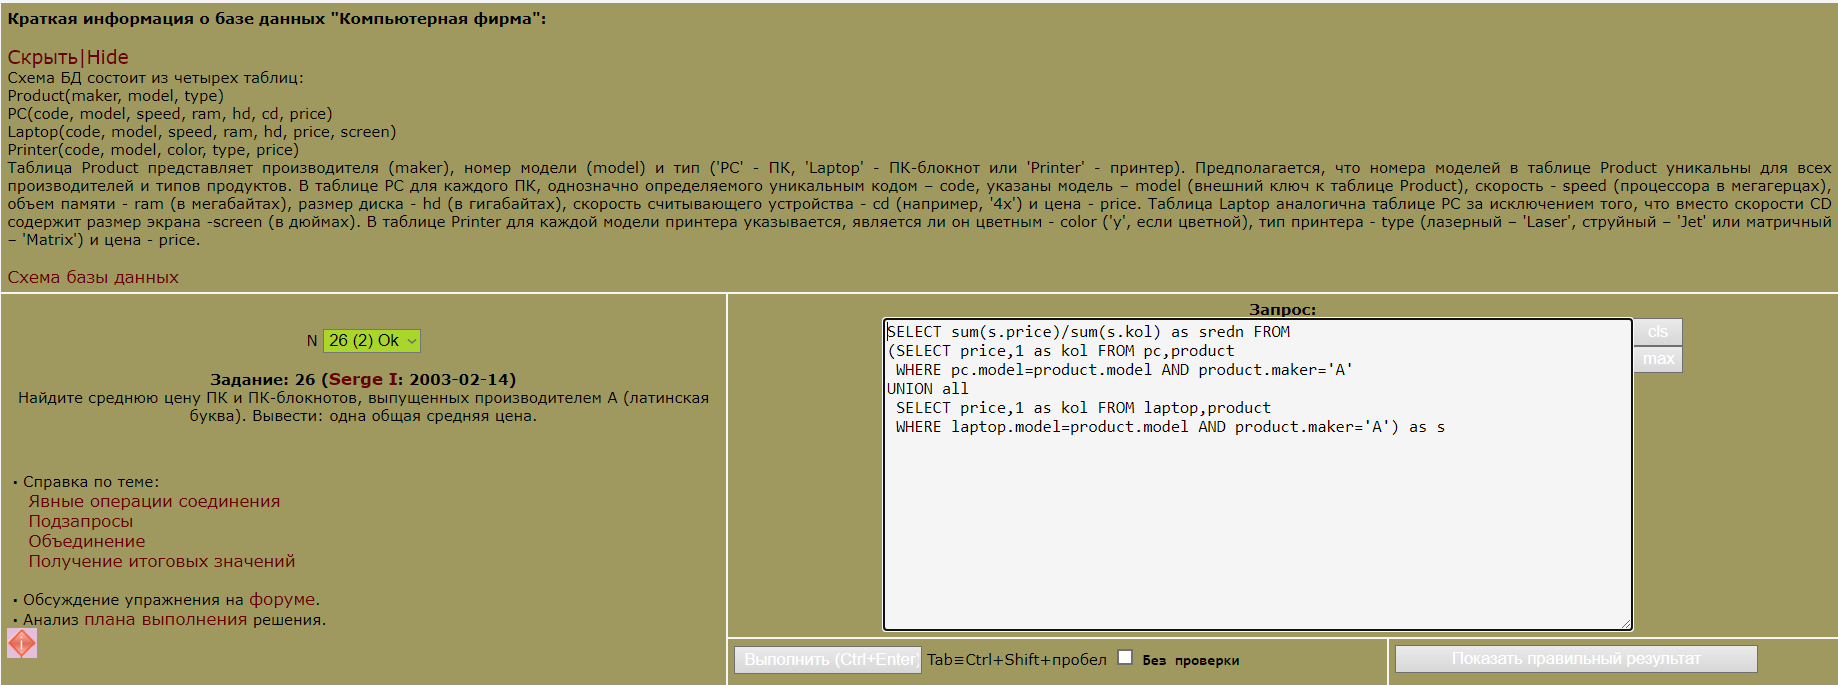 Краткая информация о базе данных "Компьютерная фирма":
Скрыть|Hide
Схема БД состоит из четырех таблиц:
Product(maker, model, type)
PC(code, model, speed, ram, hd, cd, price)
Laptop(code, model, speed, ram, hd, price, screen)
Printer(code, model, color, type, price)
Таблица Product представляет производителя (maker), номер модели (model) и тип ('PC' - ПК, 'Laptop' - ПК-блокнот или 'Printer' - принтер). Предполагается, что номера моделей в таблице Product уникальны для всех
производителей и типов продуктов. В таблице PC для каждого ПК, однозначно определяемого уникальным кодом – code, указаны модель – model (внешний ключ к таблице Product), скорость - speed (процессора в мегагерцах),
объем памяти - ram (в мегабайтах), размер диска - hd (в гигабайтах), скорость считывающего устройства - cd (например, '4x') и цена - price. Таблица Laptop аналогична таблице РС за исключением того, что вместо скорости CD
содержит размер экрана -screen (в дюймах). В таблице Printer для каждой модели принтера указывается, является ли он цветным - color ('y', если цветной), тип принтера - type (лазерный – 'Laser', струйный – 'Jet' или матричный
– 'Matrix') и цена - price.
Схема базы данных
N 26 (2) Ok
Задание: 26 (Serge I: 2003-02-14)
Найдите среднюю цену ПК и ПК-блокнотов, выпущенных производителем A (латинская
буква). Вывести: одна общая средняя цена.
· Справка по теме:
Явные операции соединения
Подзапросы
Объединение
Получение итоговых значений
· Обсуждение упражнения на форуме.
· Анализ плана выполнения решения.
Запрос:
SELECT sum(s.price)/sum(s.kol) as sredn FROM
(SELECT price,1 as kol FROM pc,product
WHERE pc.model=product.model AND product.maker='A'
UNION all
SELECT price,1 as kol FROM laptop,product
WHERE laptop.model=product.model AND product.maker='A') as s
cls
max
Выполнить (Ctrl+Enter) Tab≡Ctrl+Shift+пробел Без проверки
Показать правильный результат